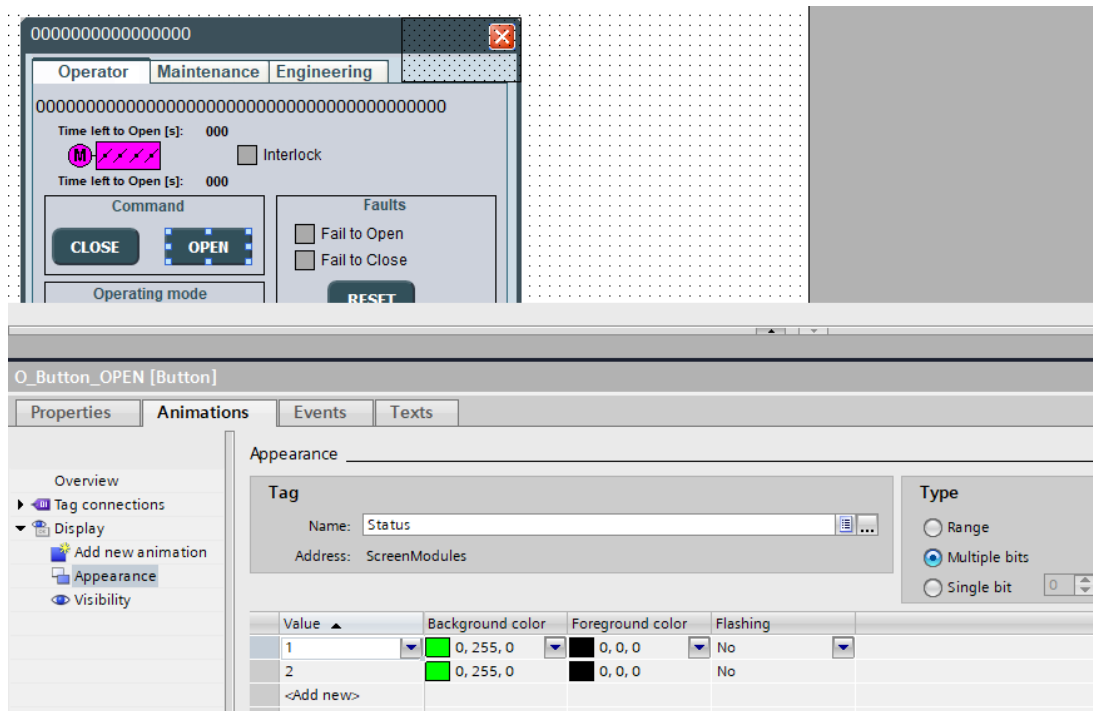 0000000000000000
Operator Maintenance Engineering
00000000000000000000000000000000000000000
Time left to Open [s]: 000
M
Interlock
Time left to Open [s]: 000
Command
CLOSE OPEN
Faults
Fail to Open
Fail to Close
Operating mode
RESET
O_Button_OPEN [Button]
Properties Animations Events Texts
Overview
Tag connections
Display
Add new animation
Appearance
Visibility
Appearance
Tag
Name: Status ...
Address: ScreenModules
Type
Range
Multiple bits
Single bit 0
Value Background color Foreground color Flashing
1 0, 255, 0 0, 0, 0 No
2 0, 255, 0 0, 0, 0 No
<Add new>